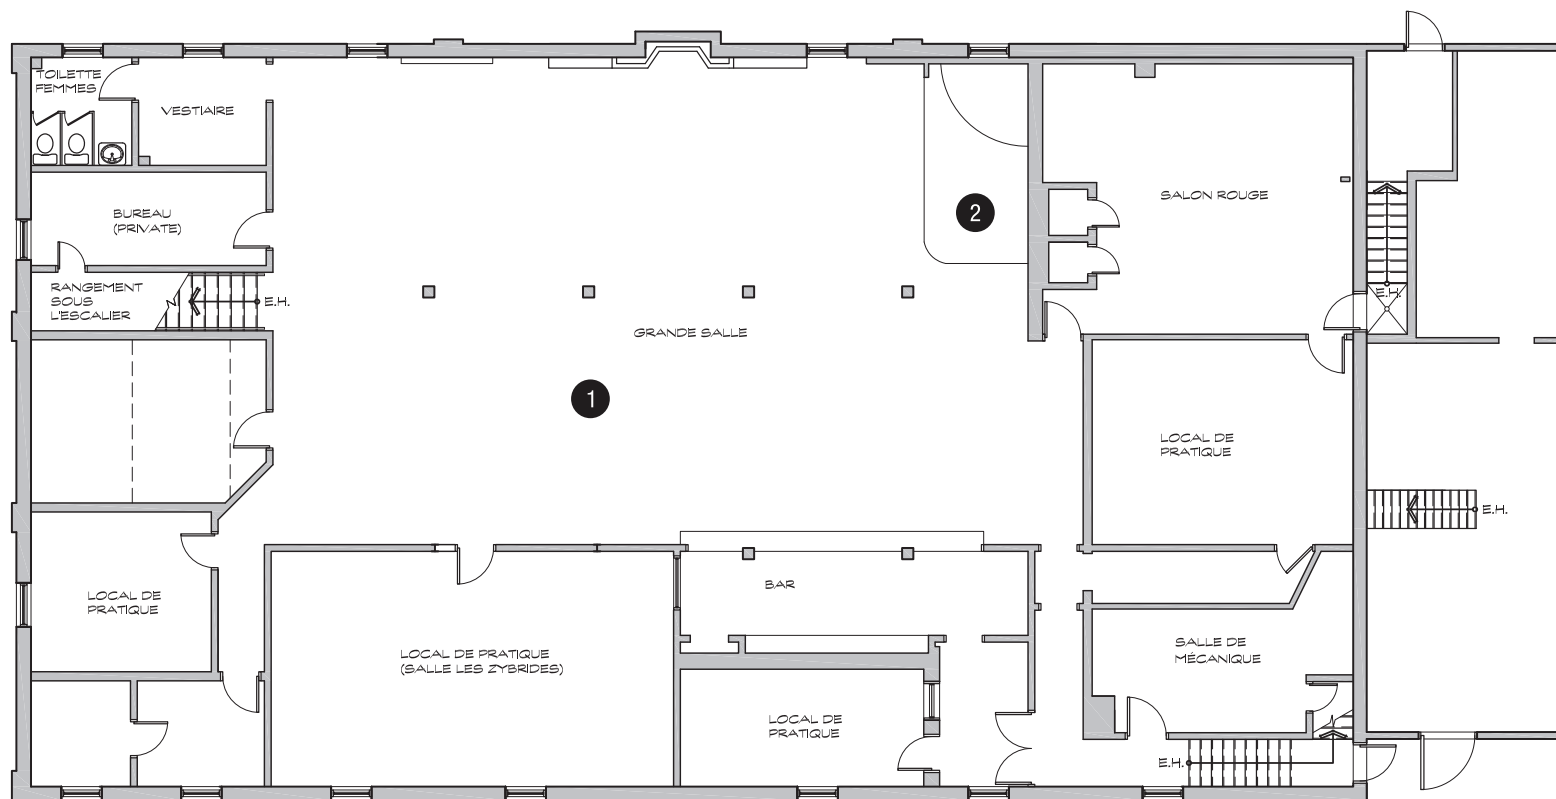 TOILETTE
FEMMES
VESTIAIRE
BUREAU
(PRIVATE)
2
SALON ROUGE
RANGEMENT
SOUS
L'ESCALIER
E.H.
E.H.
GRANDE SALLE
1
LOCAL DE
PRATIQUE
E.H.
LOCAL DE
PRATIQUE
BAR
LOCAL DE PRATIQUE
(SALLE LES ZYBRIDES)
SALLE DE
MÉCANIQUE
LOCAL DE
PRATIQUE
E.H.